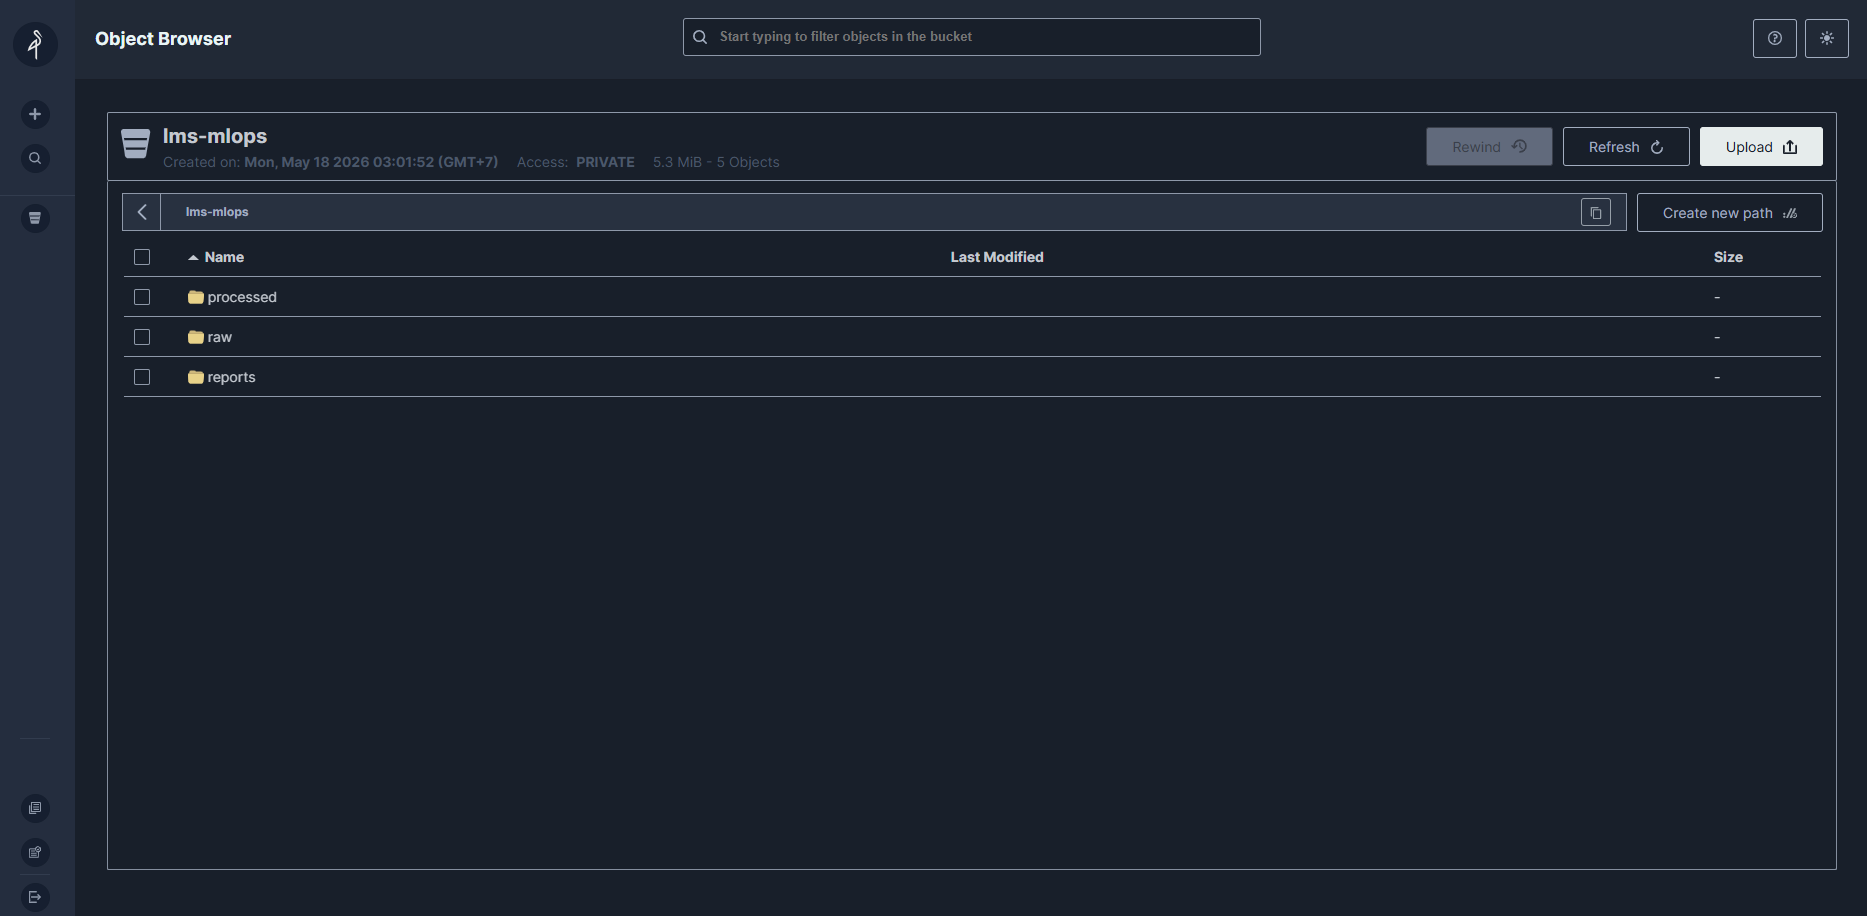 Object Browser
Start typing to filter objects in the bucket
lms-mlops
Created on: Mon, May 18 2026 03:01:52 (GMT+7) Access: PRIVATE 5.3 MiB - 5 Objects
Rewind
Refresh
Upload
lms-mlops
Create new path
Name Last Modified Size
processed -
raw -
reports -